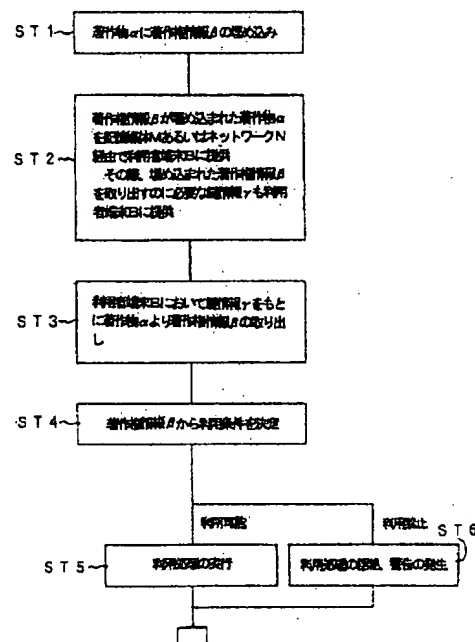 ST1
著作物αに著作権情報βの埋め込み
ST2
著作権情報βが埋め込まれた著作物α
を記憶媒体MあるいはネットワークN
経由で利用者端末Bに提供
その際、埋め込まれた著作権情報β
を取り出すのに必要な鍵情報γも利用
者端末Bに提供
ST3
利用者端末Bにおいて鍵情報γをもと
に著作物αより著作権情報βの取り出
し
ST4
著作権情報βから利用条件を決定
利用可能
利用禁止
ST6
ST5
利用処理の実行
利用処理の拒絶、警告の発生